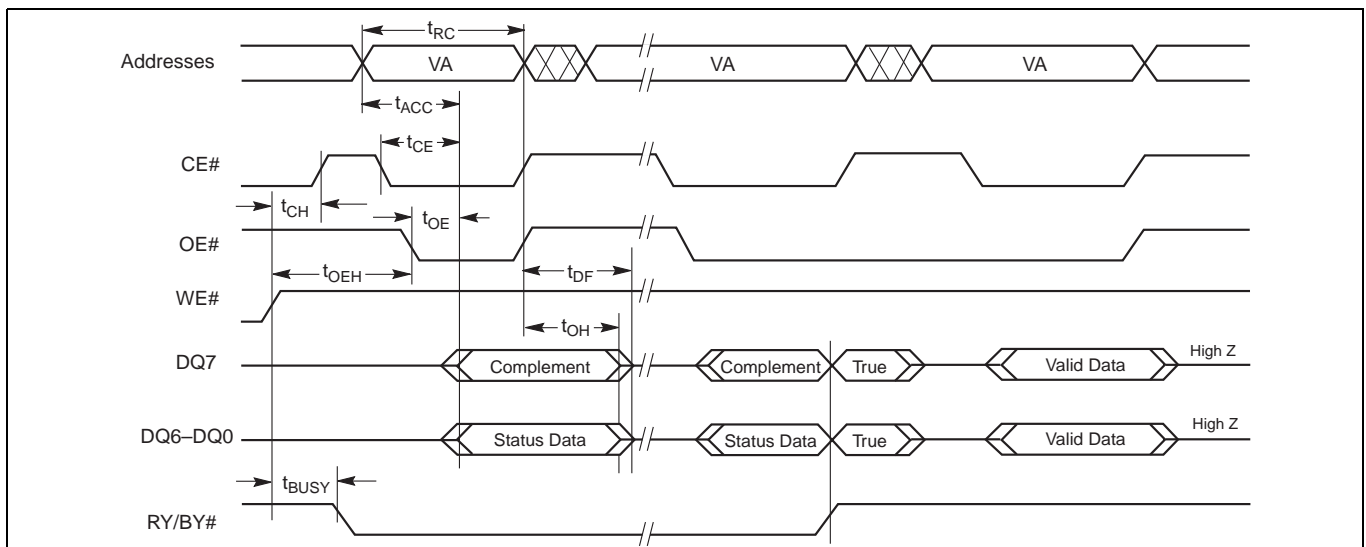 tRC
Addresses VA VA VA
tACC
tCE
CE#
tCH tOE
OE#
tOEH tDF
WE#
tOH
DQ7 Complement Complement True Valid Data High Z
DQ6–DQ0 Status Data Status Data True Valid Data High Z
tBUSY
RY/BY#